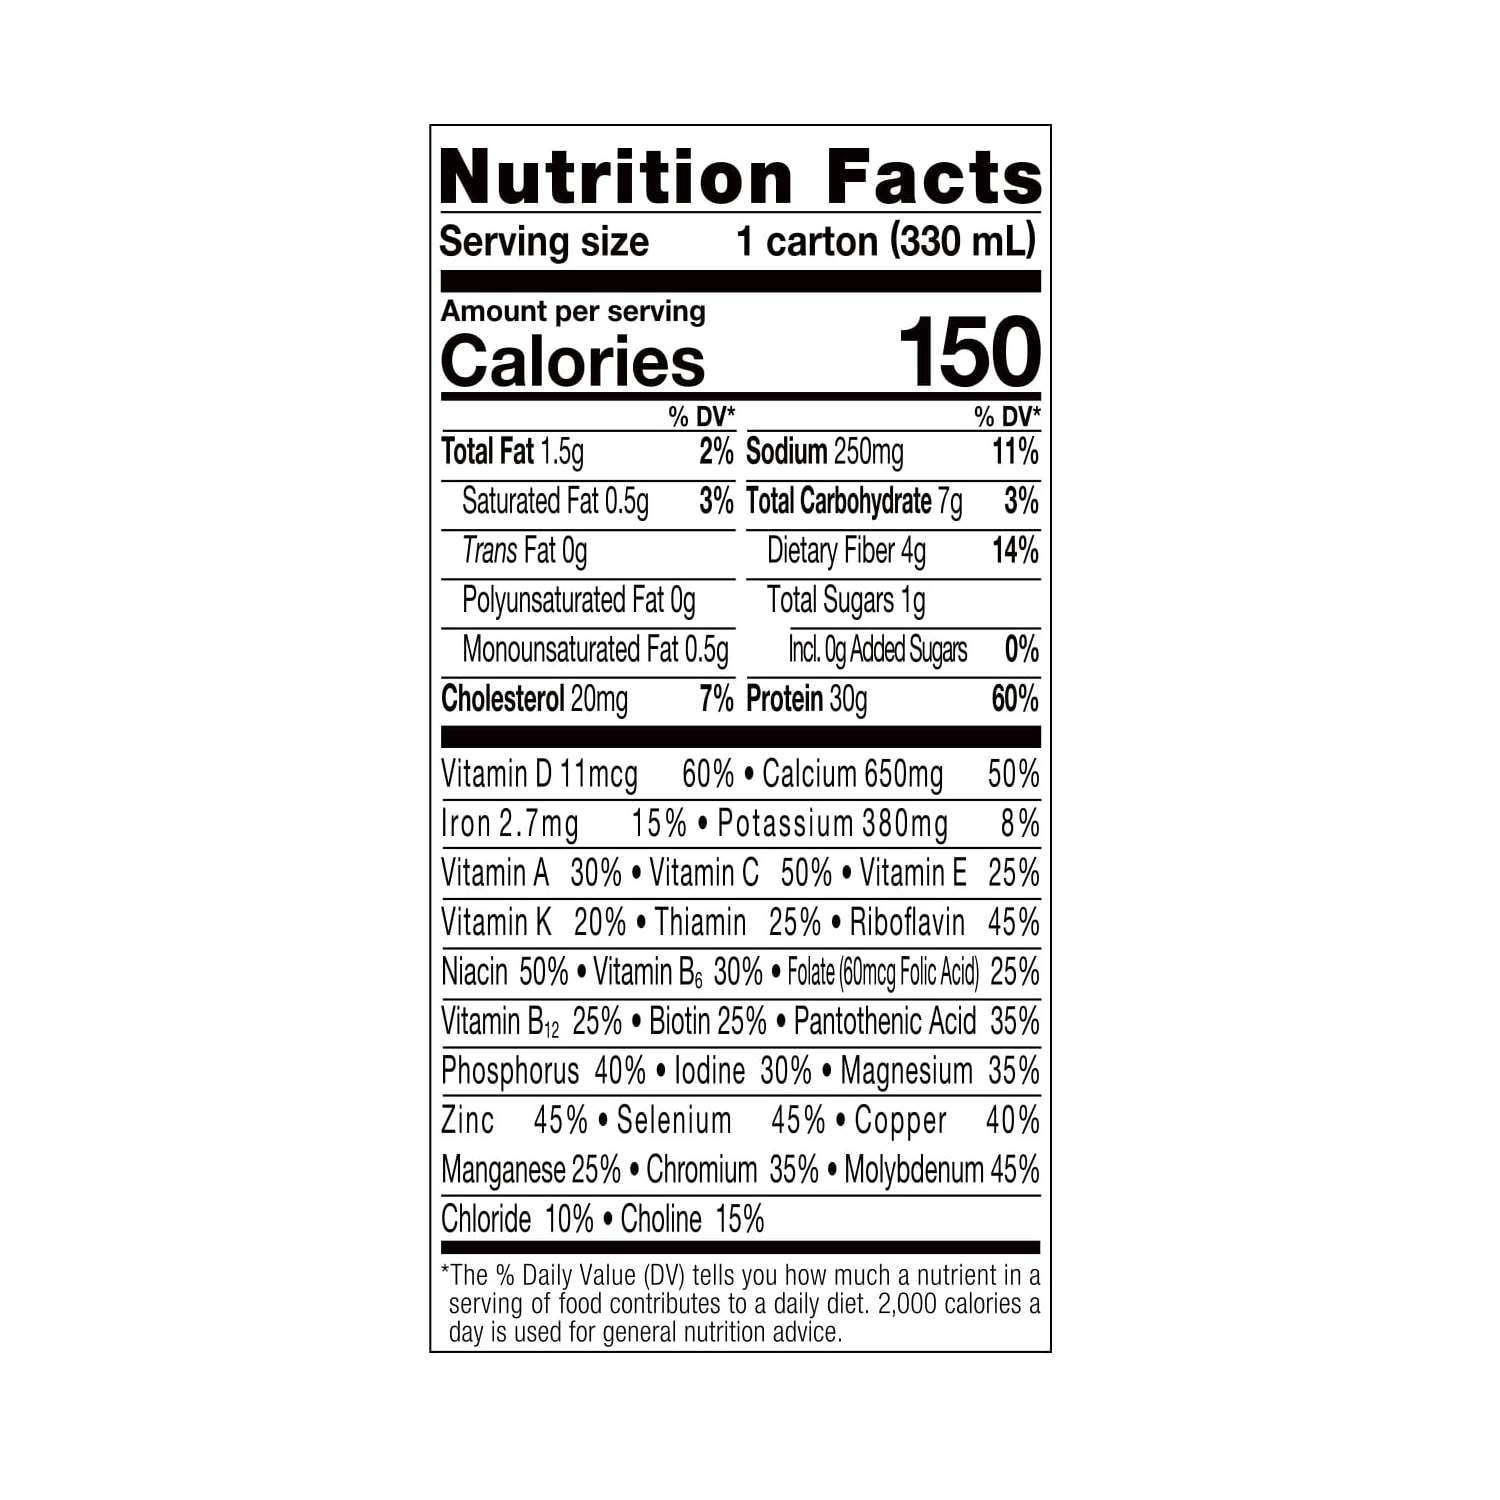 Nutrition Facts
Serving size 1 carton (330 mL)
Amount per serving
Calories 150
% DV* % DV*
Total Fat 1.5g 2% Sodium 250mg 11%
Saturated Fat 0.5g 3% Total Carbohydrate 7g 3%
Trans Fat 0g Dietary Fiber 4g 14%
Polyunsaturated Fat 0g Total Sugars 1g
Monounsaturated Fat 0.5g Incl. 0g Added Sugars 0%
Cholesterol 20mg 7% Protein 30g 60%
Vitamin D 11mcg 60% • Calcium 650mg 50%
Iron 2.7mg 15% • Potassium 380mg 8%
Vitamin A 30% • Vitamin C 50% • Vitamin E 25%
Vitamin K 20% • Thiamin 25% • Riboflavin 45%
Niacin 50% • Vitamin B₆ 30% • Folate (60mcg Folic Acid) 25%
Vitamin B₁₂ 25% • Biotin 25% • Pantothenic Acid 35%
Phosphorus 40% • Iodine 30% • Magnesium 35%
Zinc 45% • Selenium 45% • Copper 40%
Manganese 25% • Chromium 35% • Molybdenum 45%
Chloride 10% • Choline 15%
*The % Daily Value (DV) tells you how much a nutrient in a
serving of food contributes to a daily diet. 2,000 calories a
day is used for general nutrition advice.